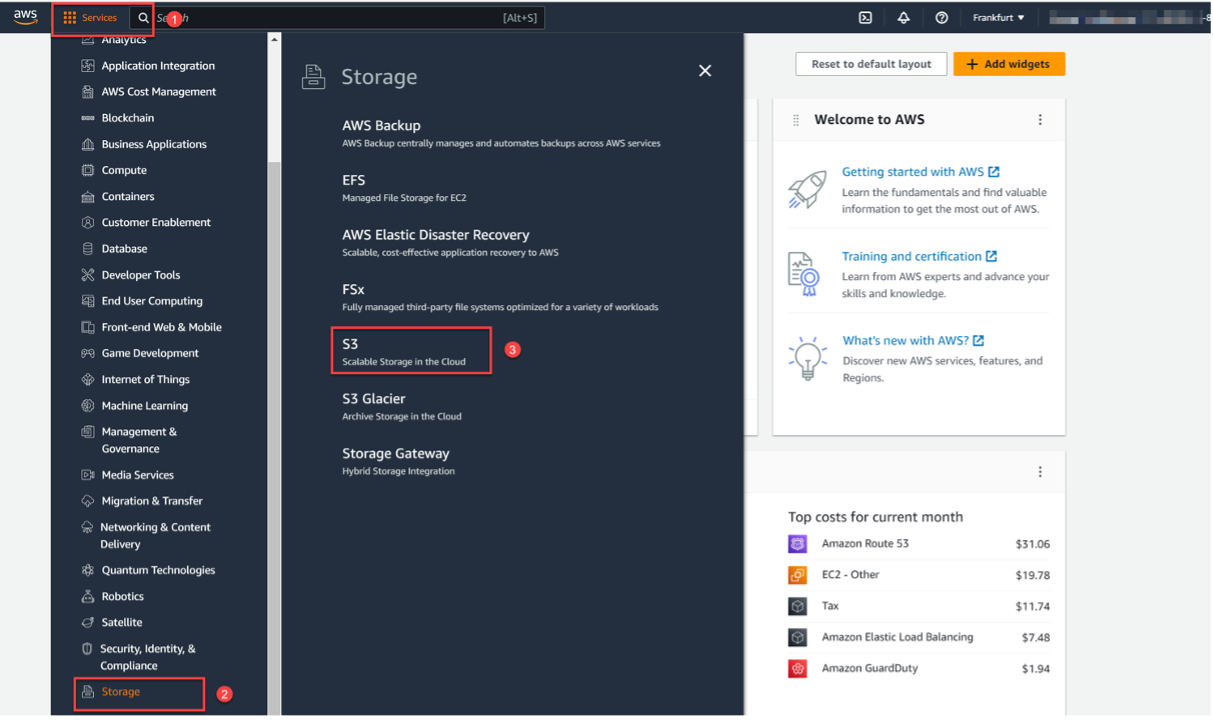 aws
Services
1
Search
[Alt+S]
Frankfurt ▼
Analytics
Application Integration
AWS Cost Management
Blockchain
Business Applications
Compute
Containers
Customer Enablement
Database
Developer Tools
End User Computing
Front-end Web & Mobile
Game Development
Internet of Things
Machine Learning
Management &
Governance
Media Services
Migration & Transfer
Networking & Content
Delivery
Quantum Technologies
Robotics
Satellite
Security, Identity, &
Compliance
Storage
2
Storage
AWS Backup
AWS Backup centrally manages and automates backups across AWS services
EFS
Managed File Storage for EC2
AWS Elastic Disaster Recovery
Scalable, cost-effective application recovery to AWS
FSx
Fully managed third-party file systems optimized for a variety of workloads
S3
Scalable Storage in the Cloud
3
S3 Glacier
Archive Storage in the Cloud
Storage Gateway
Hybrid Storage Integration
Reset to default layout
+ Add widgets
Welcome to AWS
Getting started with AWS
Learn the fundamentals and find valuable
information to get the most out of AWS.
Training and certification
Learn from AWS experts and advance your
skills and knowledge.
What's new with AWS?
Discover new AWS services, features, and
Regions.
Top costs for current month
Amazon Route 53 $31.06
EC2 - Other $19.78
Tax $11.74
Amazon Elastic Load Balancing $7.48
Amazon GuardDuty $1.94